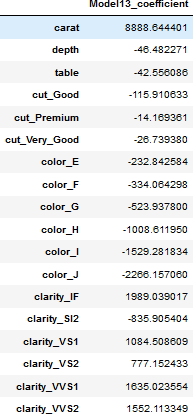 Model13_coefficient
carat 8888.644401
depth -46.482271
table -42.556086
cut_Good -115.910633
cut_Premium -14.169361
cut_Very_Good -26.739380
color_E -232.842584
color_F -334.064298
color_G -523.937800
color_H -1008.611950
color_I -1529.281834
color_J -2266.157060
clarity_IF 1989.039017
clarity_SI2 -835.905404
clarity_VS1 1084.508609
clarity_VS2 777.152433
clarity_VVS1 1635.023554
clarity_VVS2 1552.113349